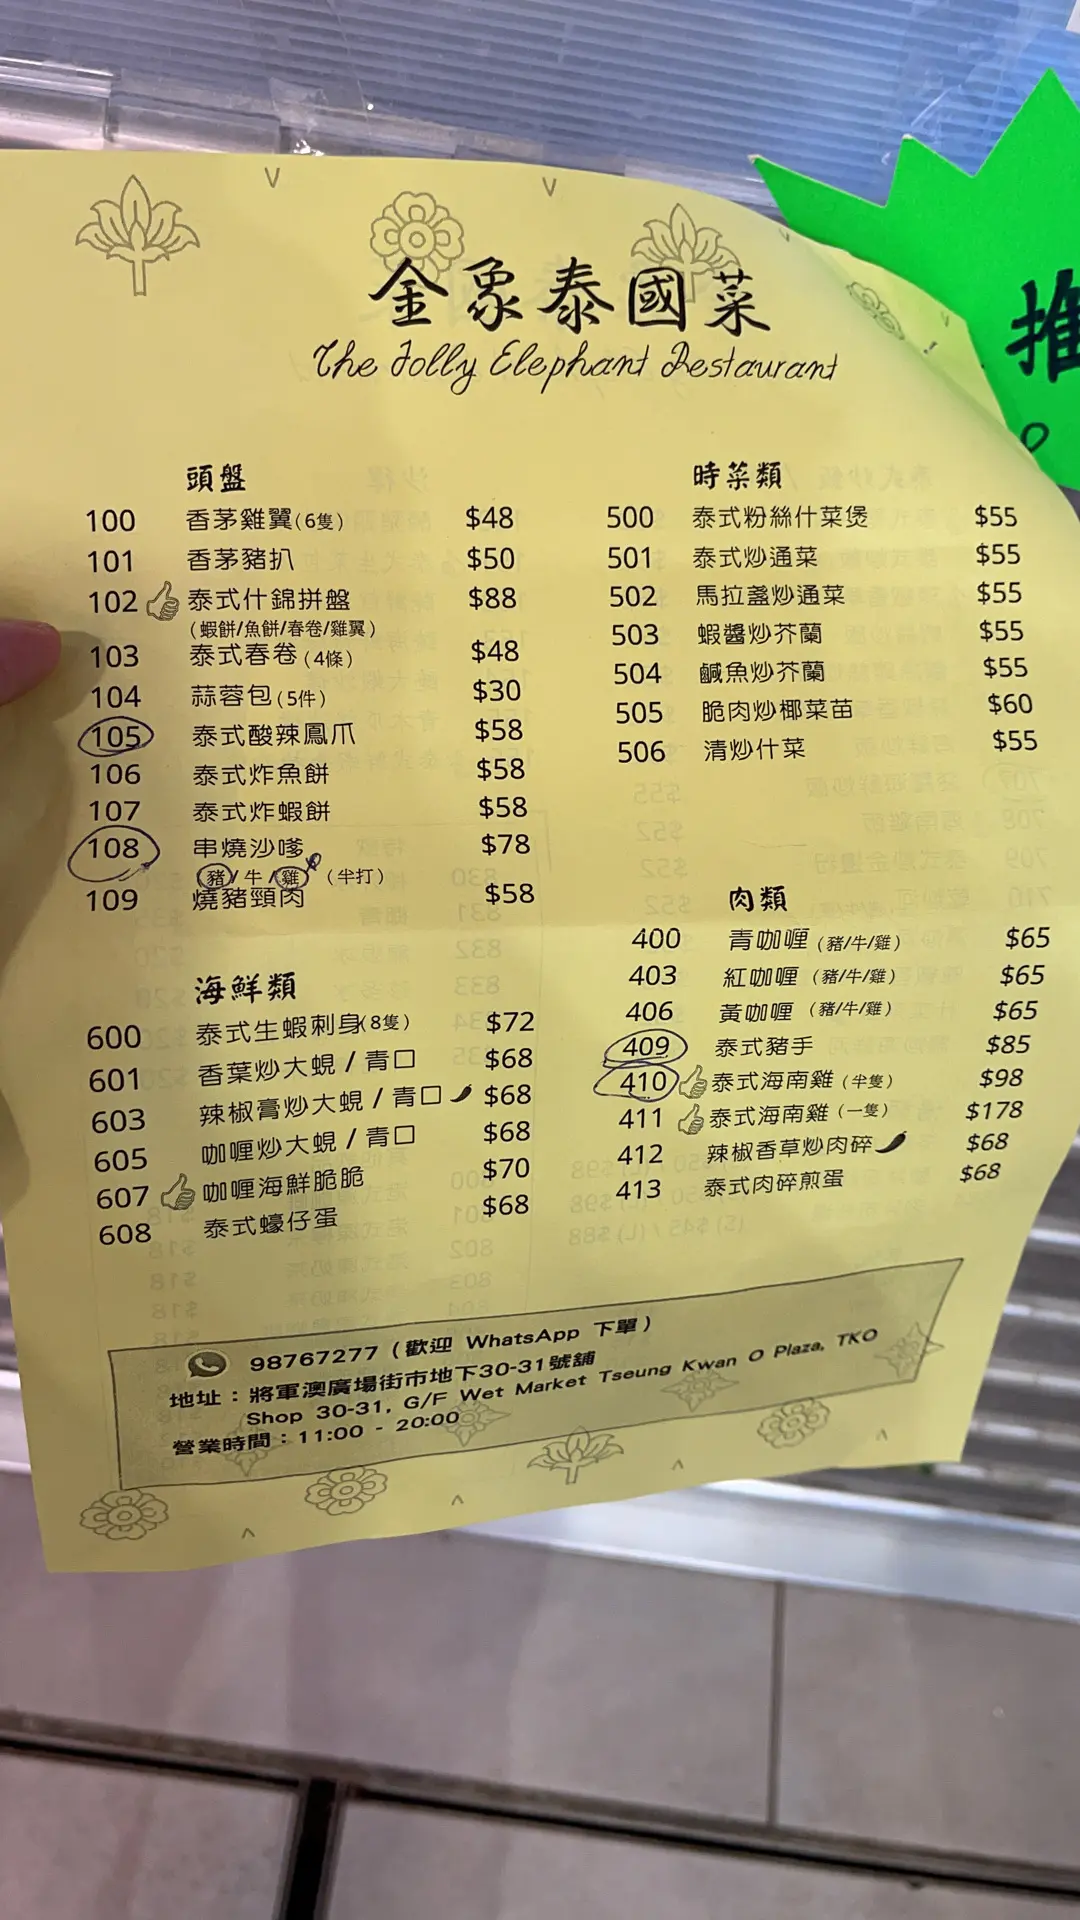 金象泰國菜
The Jolly Elephant Restaurant
頭盤
100 香茅雞翼(6隻) $48
101 香茅豬扒 $50
102 泰式什錦拼盤 $88
(蝦餅/魚餅/春卷/雞翼)
103 泰式春卷(4條) $48
104 蒜蓉包(5件) $30
105 泰式酸辣鳳爪 $58
106 泰式炸魚餅 $58
107 泰式炸蝦餅 $58
108 串燒沙嗲 $78
豬/牛/雞 (半打)
109 燒豬頸肉 $58
海鮮類
600 泰式生蝦刺身(8隻) $72
601 香葉炒大蜆/青口 $68
603 辣椒膏炒大蜆/青口 $68
605 咖喱炒大蜆/青口 $68
607 咖喱海鮮脆脆 $70
608 泰式蠔仔蛋 $68
時菜類
500 泰式粉絲什菜煲 $55
501 泰式炒通菜 $55
502 馬拉盞炒通菜 $55
503 蝦醬炒芥蘭 $55
504 鹹魚炒芥蘭 $55
505 脆肉炒椰菜苗 $60
506 清炒什菜 $55
肉類
400 青咖喱(豬/牛/雞) $65
403 紅咖喱(豬/牛/雞) $65
406 黃咖喱(豬/牛/雞) $65
409 泰式豬手 $85
410 泰式海南雞(半隻) $98
411 泰式海南雞(一隻) $178
412 辣椒香草炒肉碎 $68
413 泰式肉碎煎蛋 $68
98767277 (歡迎 WhatsApp 下單)
地址：將軍澳廣場街市地下30-31號舖
Shop 30-31, G/F Wet Market Tseung Kwan O Plaza, TKO
營業時間：11:00 - 20:00
推